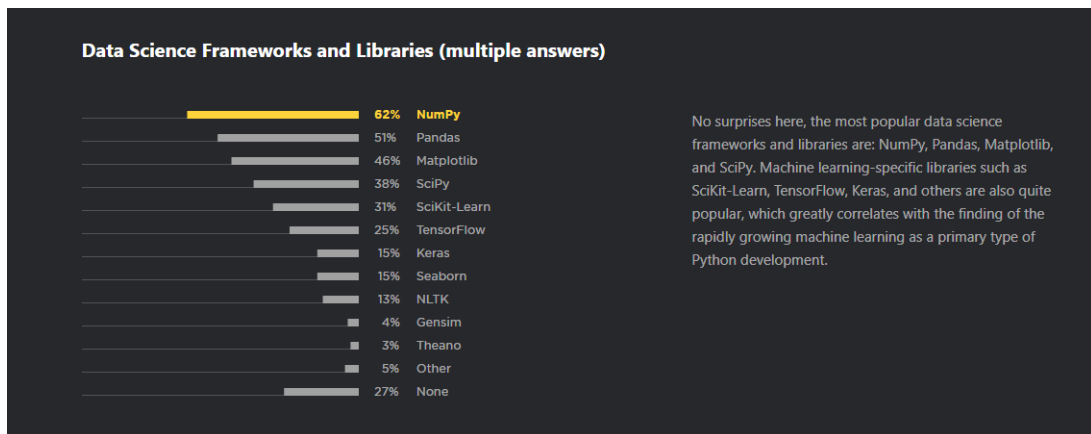 Data Science Frameworks and Libraries (multiple answers)
62% NumPy
51% Pandas
46% Matplotlib
38% SciPy
31% SciKit-Learn
25% TensorFlow
15% Keras
15% Seaborn
13% NLTK
4% Gensim
3% Theano
5% Other
27% None
No surprises here, the most popular data science
frameworks and libraries are: NumPy, Pandas, Matplotlib,
and SciPy. Machine learning-specific libraries such as
SciKit-Learn, TensorFlow, Keras, and others are also quite
popular, which greatly correlates with the finding of the
rapidly growing machine learning as a primary type of
Python development.